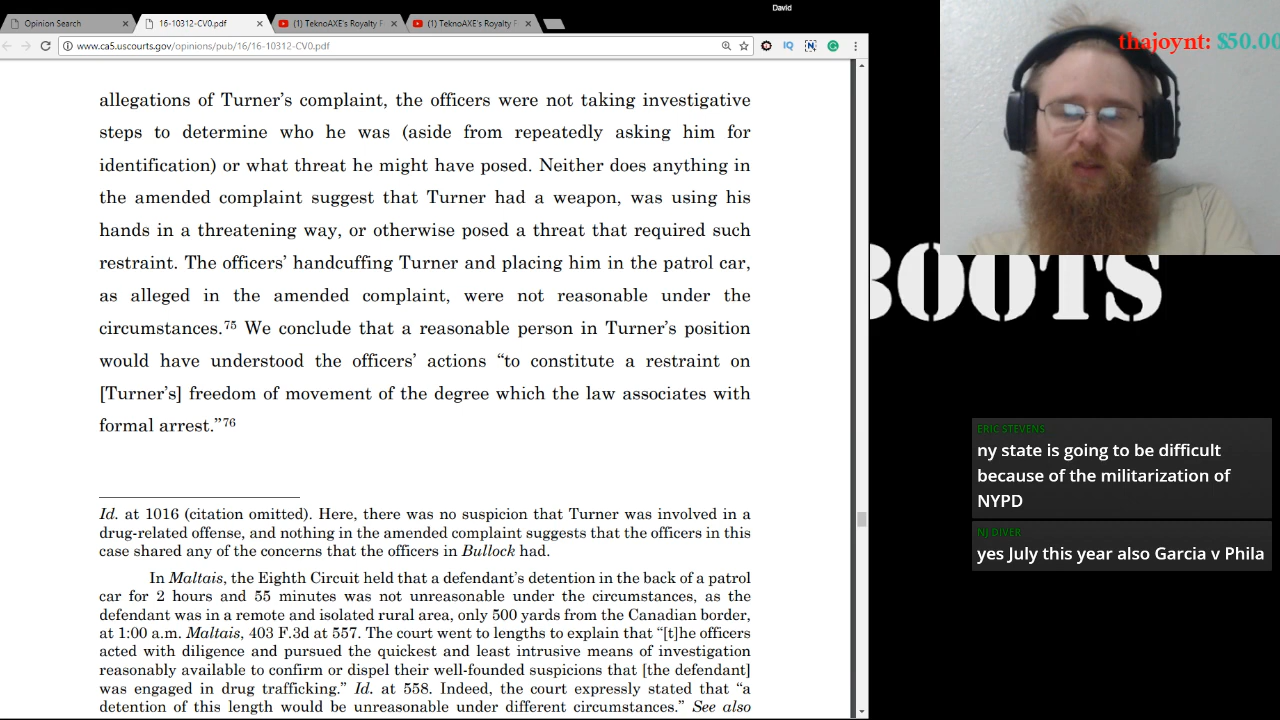 David
Opinion Search
16-10312-CV0.pdf
(1) TeknoAXE's Royalty F
(1) TeknoAXE's Royalty F
www.ca5.uscourts.gov/opinions/pub/16/16-10312-CV0.pdf
IQ
N
thajoynt: $50.00
allegations of Turner's complaint, the officers were not taking investigative
steps to determine who he was (aside from repeatedly asking him for
identification) or what threat he might have posed. Neither does anything in
the amended complaint suggest that Turner had a weapon, was using his
hands in a threatening way, or otherwise posed a threat that required such
restraint. The officers' handcuffing Turner and placing him in the patrol car,
as alleged in the amended complaint, were not reasonable under the
circumstances.75 We conclude that a reasonable person in Turner's position
would have understood the officers' actions “to constitute a restraint on
[Turner's] freedom of movement of the degree which the law associates with
formal arrest.”76
Id. at 1016 (citation omitted). Here, there was no suspicion that Turner was involved in a
drug-related offense, and nothing in the amended complaint suggests that the officers in this
case shared any of the concerns that the officers in Bullock had.
In Maltais, the Eighth Circuit held that a defendant's detention in the back of a patrol
car for 2 hours and 55 minutes was not unreasonable under the circumstances, as the
defendant was in a remote and isolated rural area, only 500 yards from the Canadian border,
at 1:00 a.m. Maltais, 403 F.3d at 557. The court went to lengths to explain that “[t]he officers
acted with diligence and pursued the quickest and least intrusive means of investigation
reasonably available to confirm or dispel their well-founded suspicions that [the defendant]
was engaged in drug trafficking.” Id. at 558. Indeed, the court expressly stated that “a
detention of this length would be unreasonable under different circumstances.” See also
BOOTS
ERIC STEVENS
ny state is going to be difficult
because of the militarization of
NYPD
NJ DIVER
yes July this year also Garcia v Phila